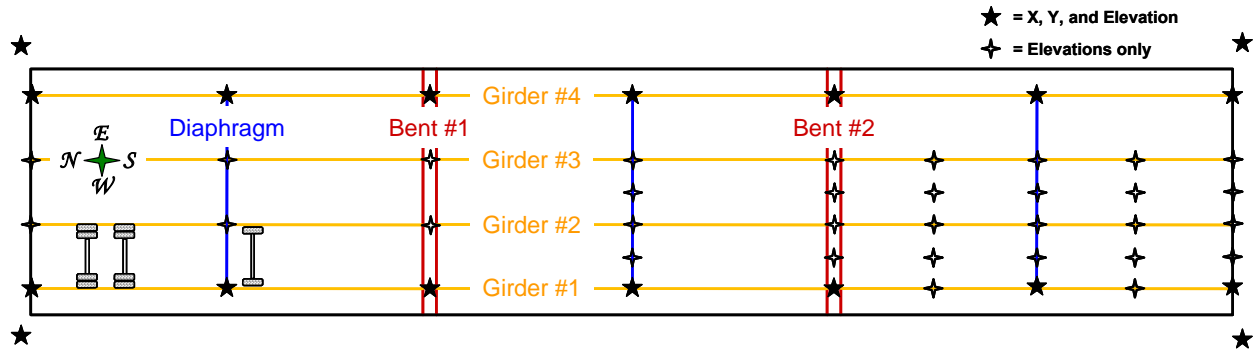 = X, Y, and Elevation
= Elevations only
Girder #4
Diaphragm
Bent #1
Bent #2
E
N S
W
Girder #3
Girder #2
Girder #1